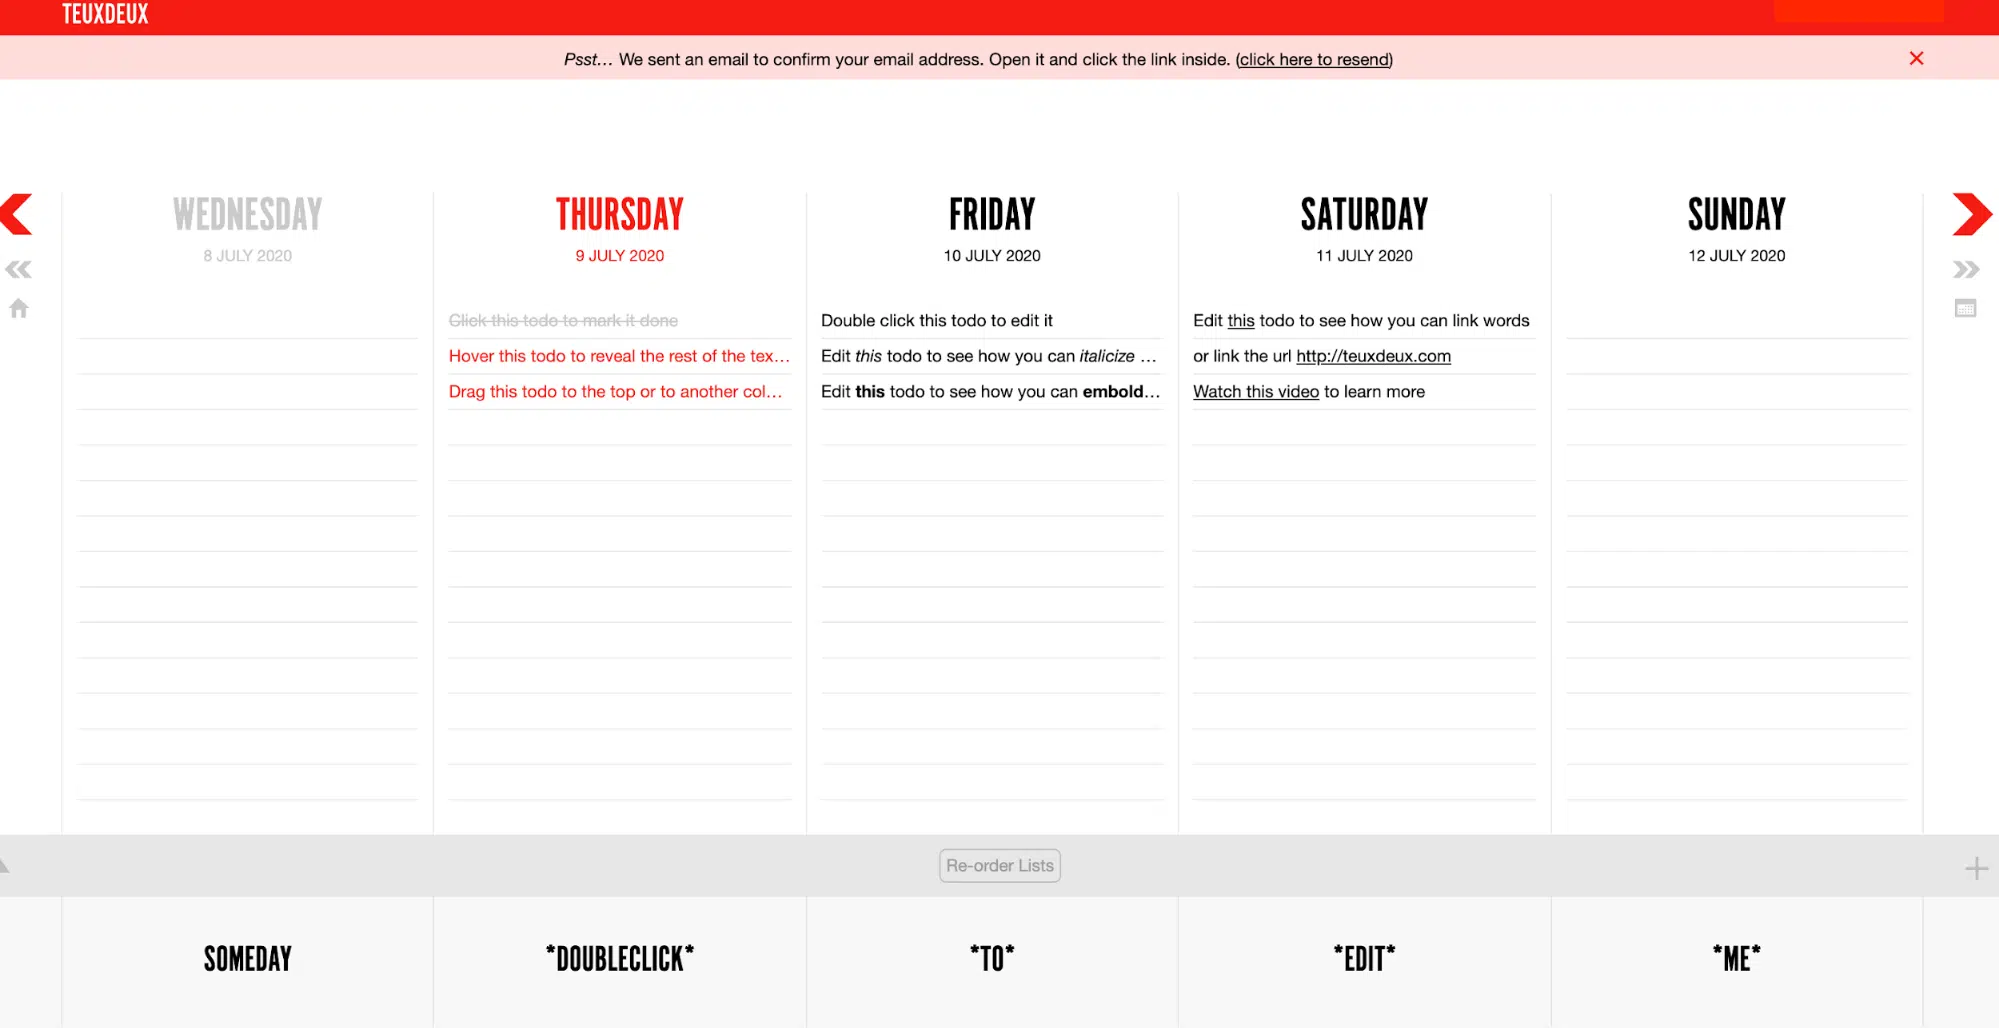 TEUXDEUX
Psst… We sent an email to confirm your email address. Open it and click the link inside. (click here to resend)
WEDNESDAY
8 JULY 2020
THURSDAY
9 JULY 2020
Click this todo to mark it done
Hover this todo to reveal the rest of the tex…
Drag this todo to the top or to another col…
FRIDAY
10 JULY 2020
Double click this todo to edit it
Edit this todo to see how you can italicize …
Edit this todo to see how you can embold…
SATURDAY
11 JULY 2020
Edit this todo to see how you can link words
or link the url http://teuxdeux.com
Watch this video to learn more
SUNDAY
12 JULY 2020
Re-order Lists
SOMEDAY
*DOUBLECLICK*
*TO*
*EDIT*
*ME*